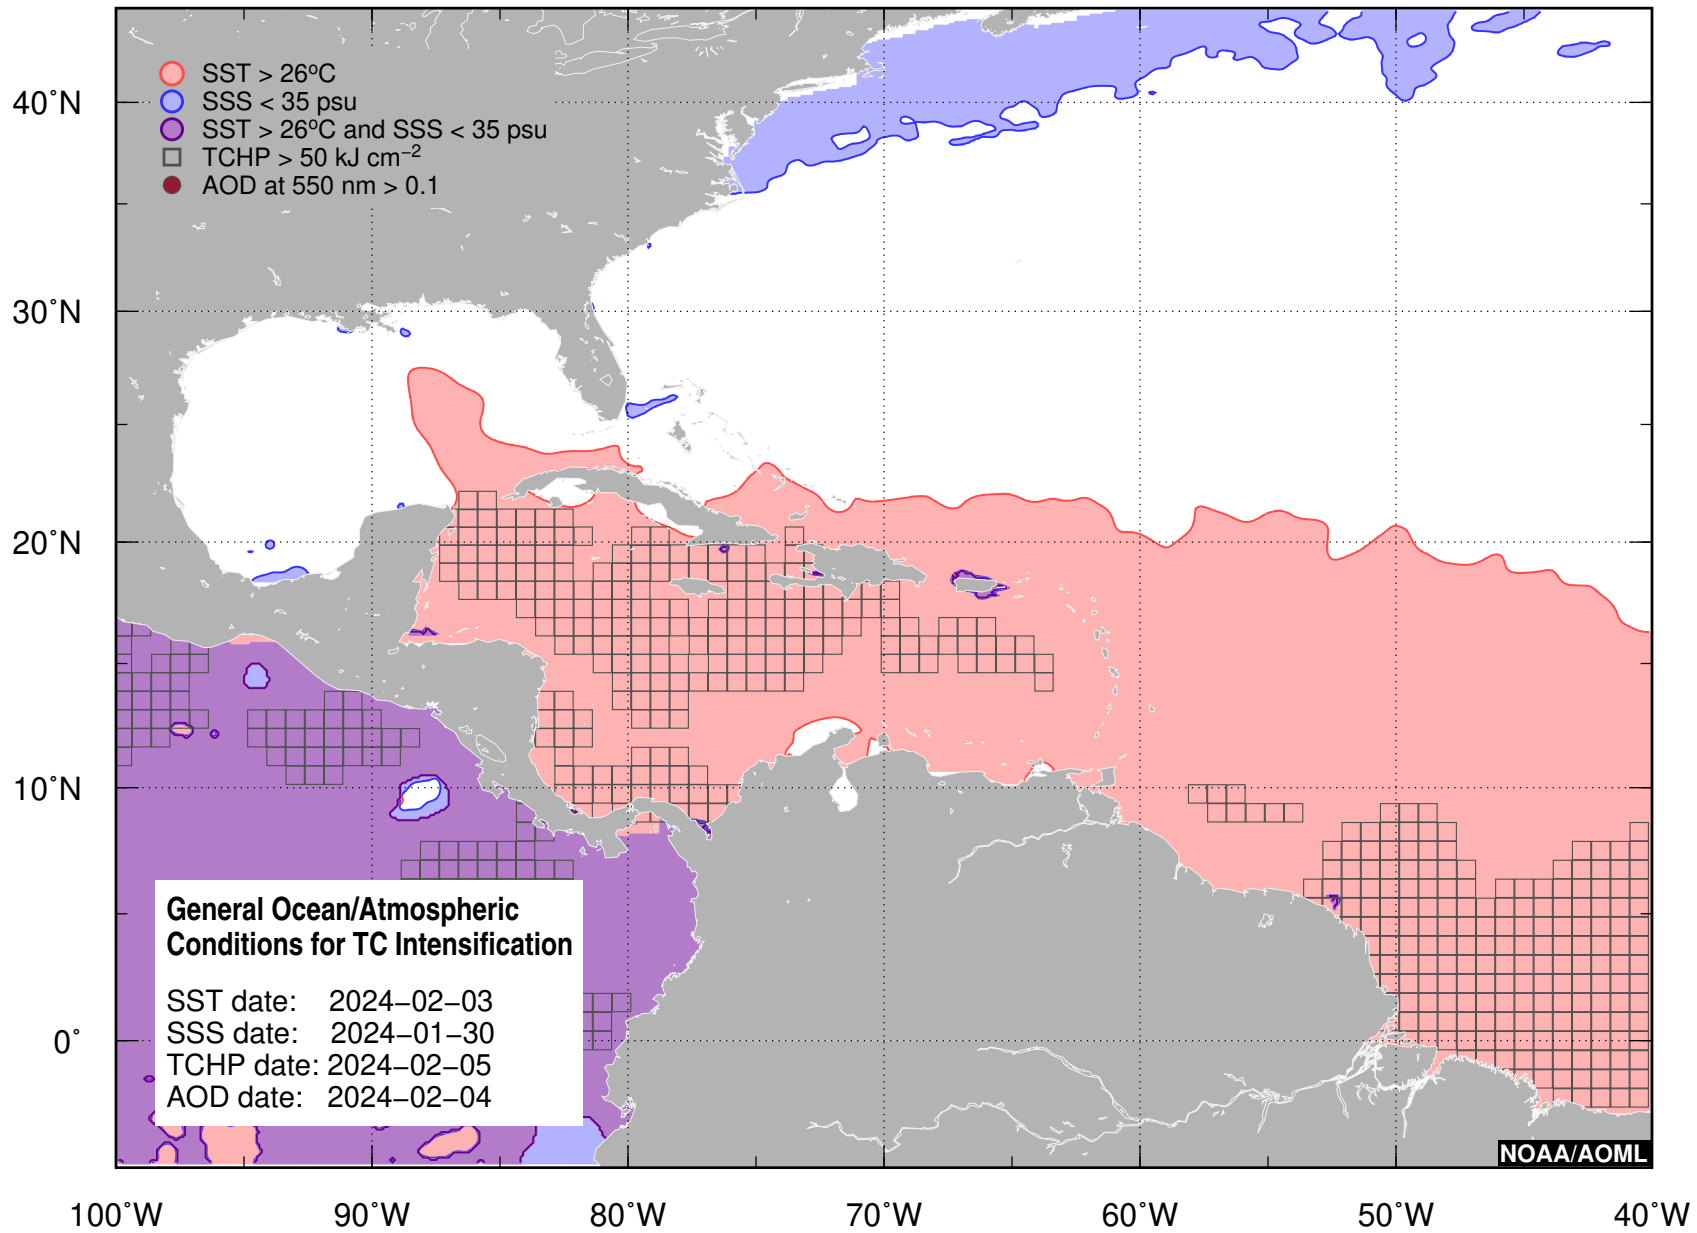 SST > 26°C
SSS < 35 psu
SST > 26°C and SSS < 35 psu
TCHP > 50 kJ cm⁻²
AOD at 550 nm > 0.1
40˚N
30˚N
20˚N
10˚N
0˚
General Ocean/Atmospheric
Conditions for TC Intensification
SST date: 2024−02−03
SSS date: 2024−01−30
TCHP date: 2024−02−05
AOD date: 2024−02−04
NOAA/AOML
100˚W 90˚W 80˚W 70˚W 60˚W 50˚W 40˚W